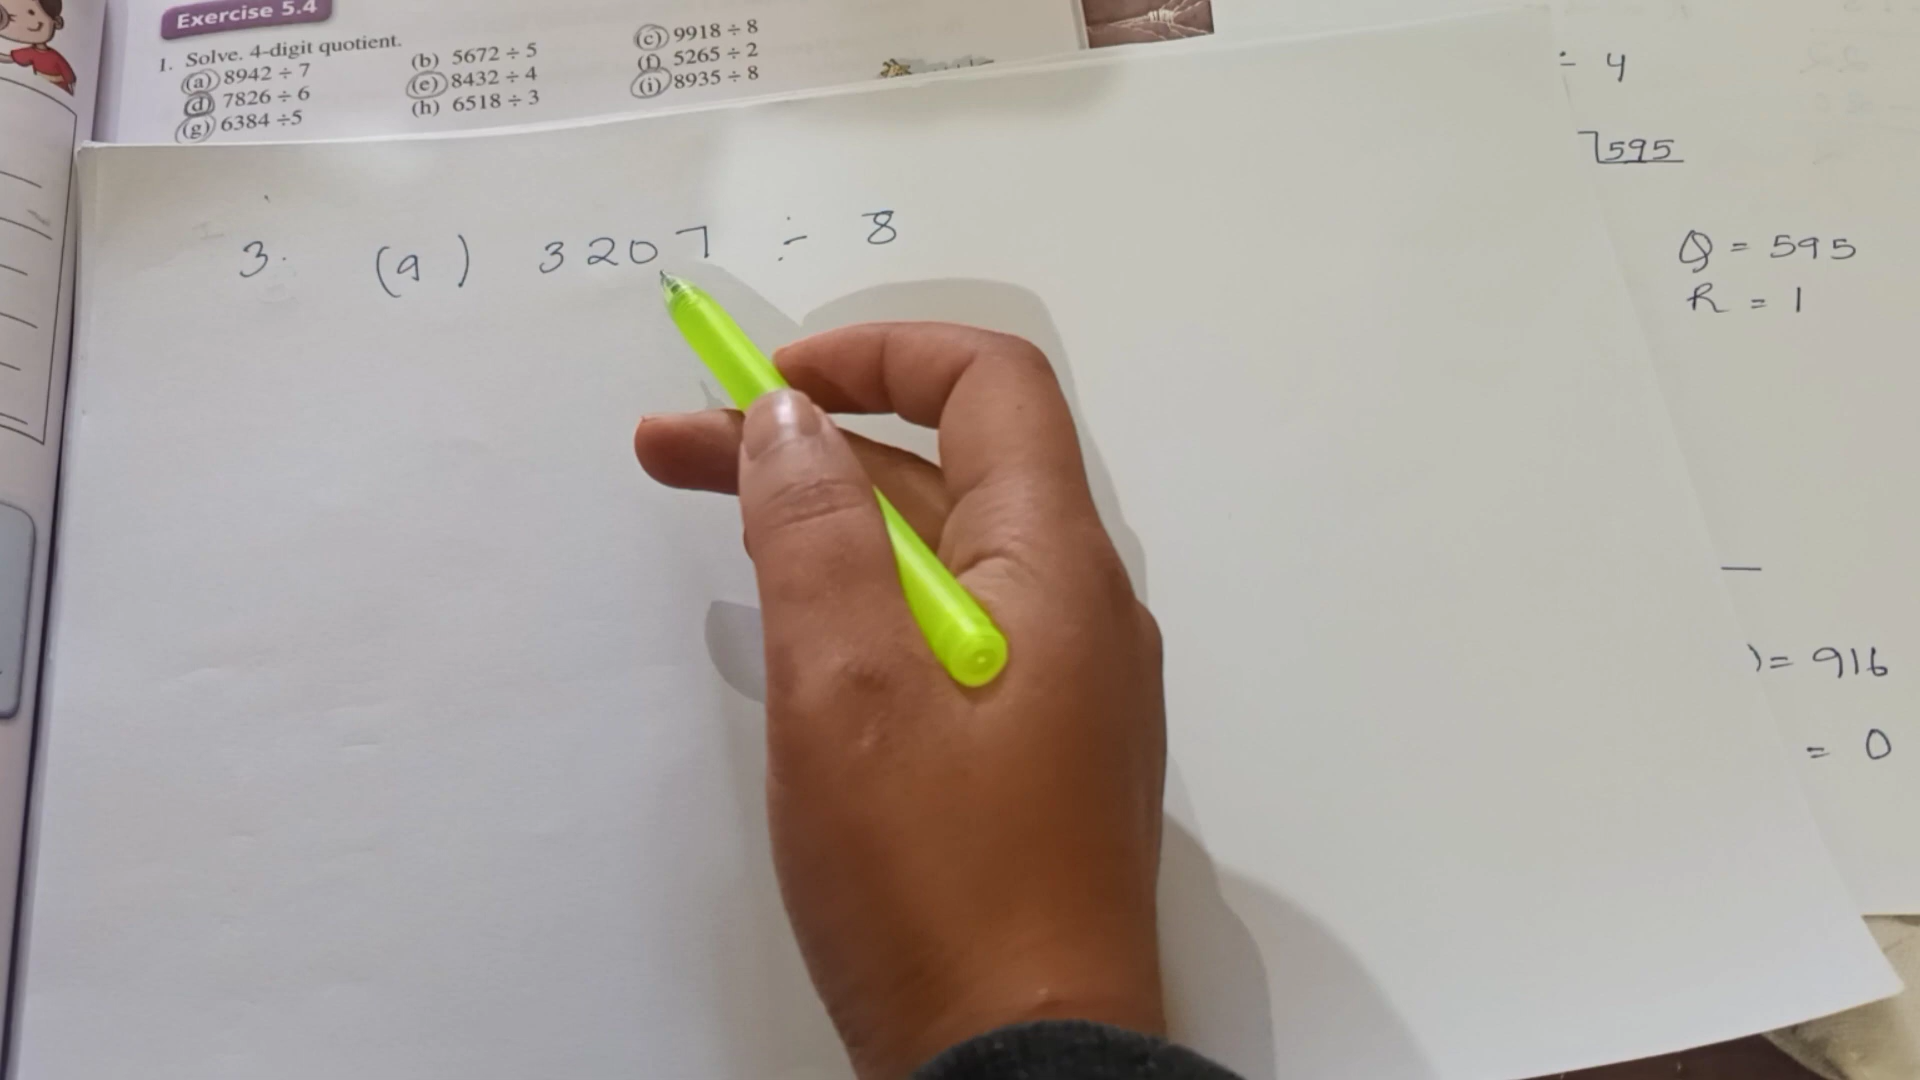 Exercise 5.4
1. Solve. 4-digit quotient.
(a) 8942 ÷ 7 (b) 5672 ÷ 5 (c) 9918 ÷ 8
(d) 7826 ÷ 6 (e) 8432 ÷ 4 (f) 5265 ÷ 2
(g) 6384 ÷5 (h) 6518 ÷ 3 (i) 8935 ÷ 8
3. (a) 3207 ÷ 8
÷ 4
595
Q = 595
R = 1
) = 916
= 0